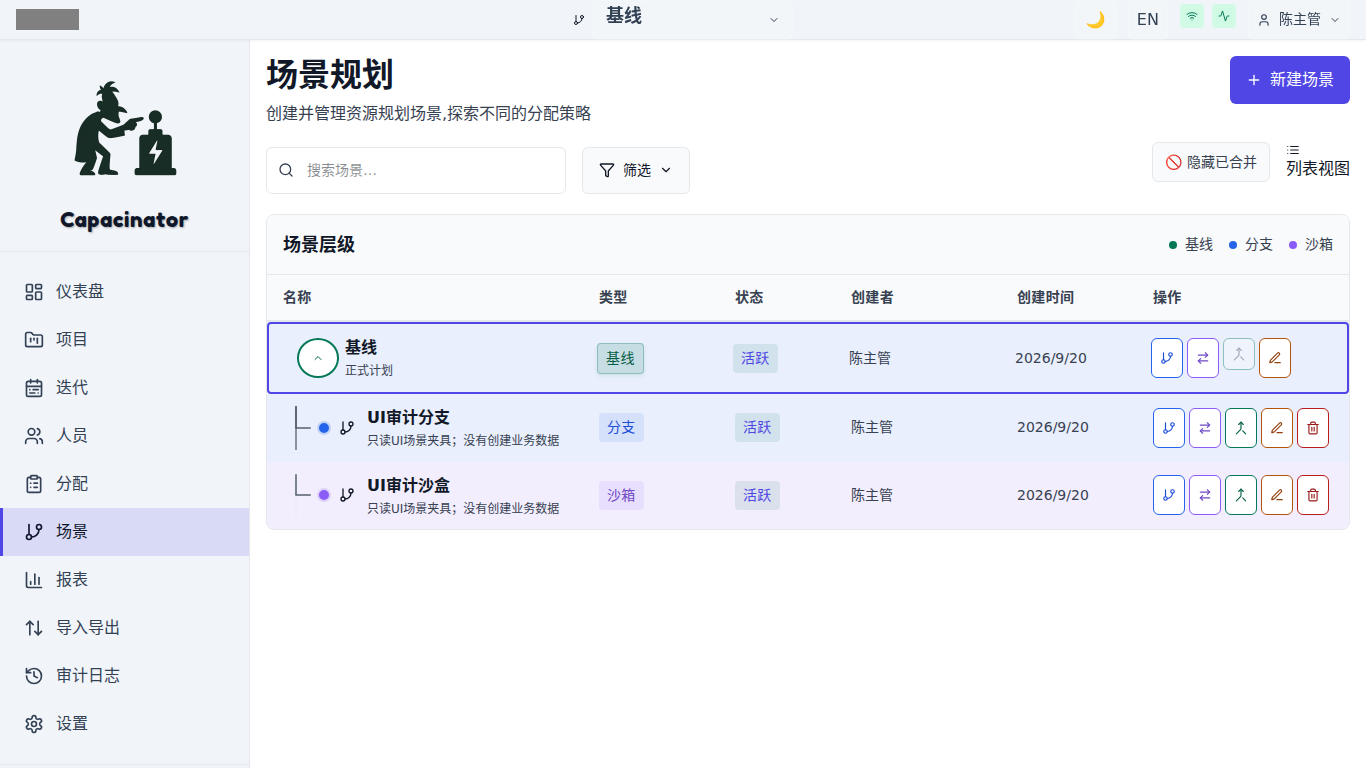 基线
EN
陈主管
Capacinator
仪表盘
项目
迭代
人员
分配
场景
报表
导入导出
审计日志
设置
场景规划
创建并管理资源规划场景,探索不同的分配策略
新建场景
搜索场景...
筛选
隐藏已合并
列表视图
场景层级
基线 分支 沙箱
名称 类型 状态 创建者 创建时间 操作
基线
正式计划
基线 活跃 陈主管 2026/9/20
UI审计分支
只读UI场景夹具；没有创建业务数据
分支 活跃 陈主管 2026/9/20
UI审计沙盒
只读UI场景夹具；没有创建业务数据
沙箱 活跃 陈主管 2026/9/20